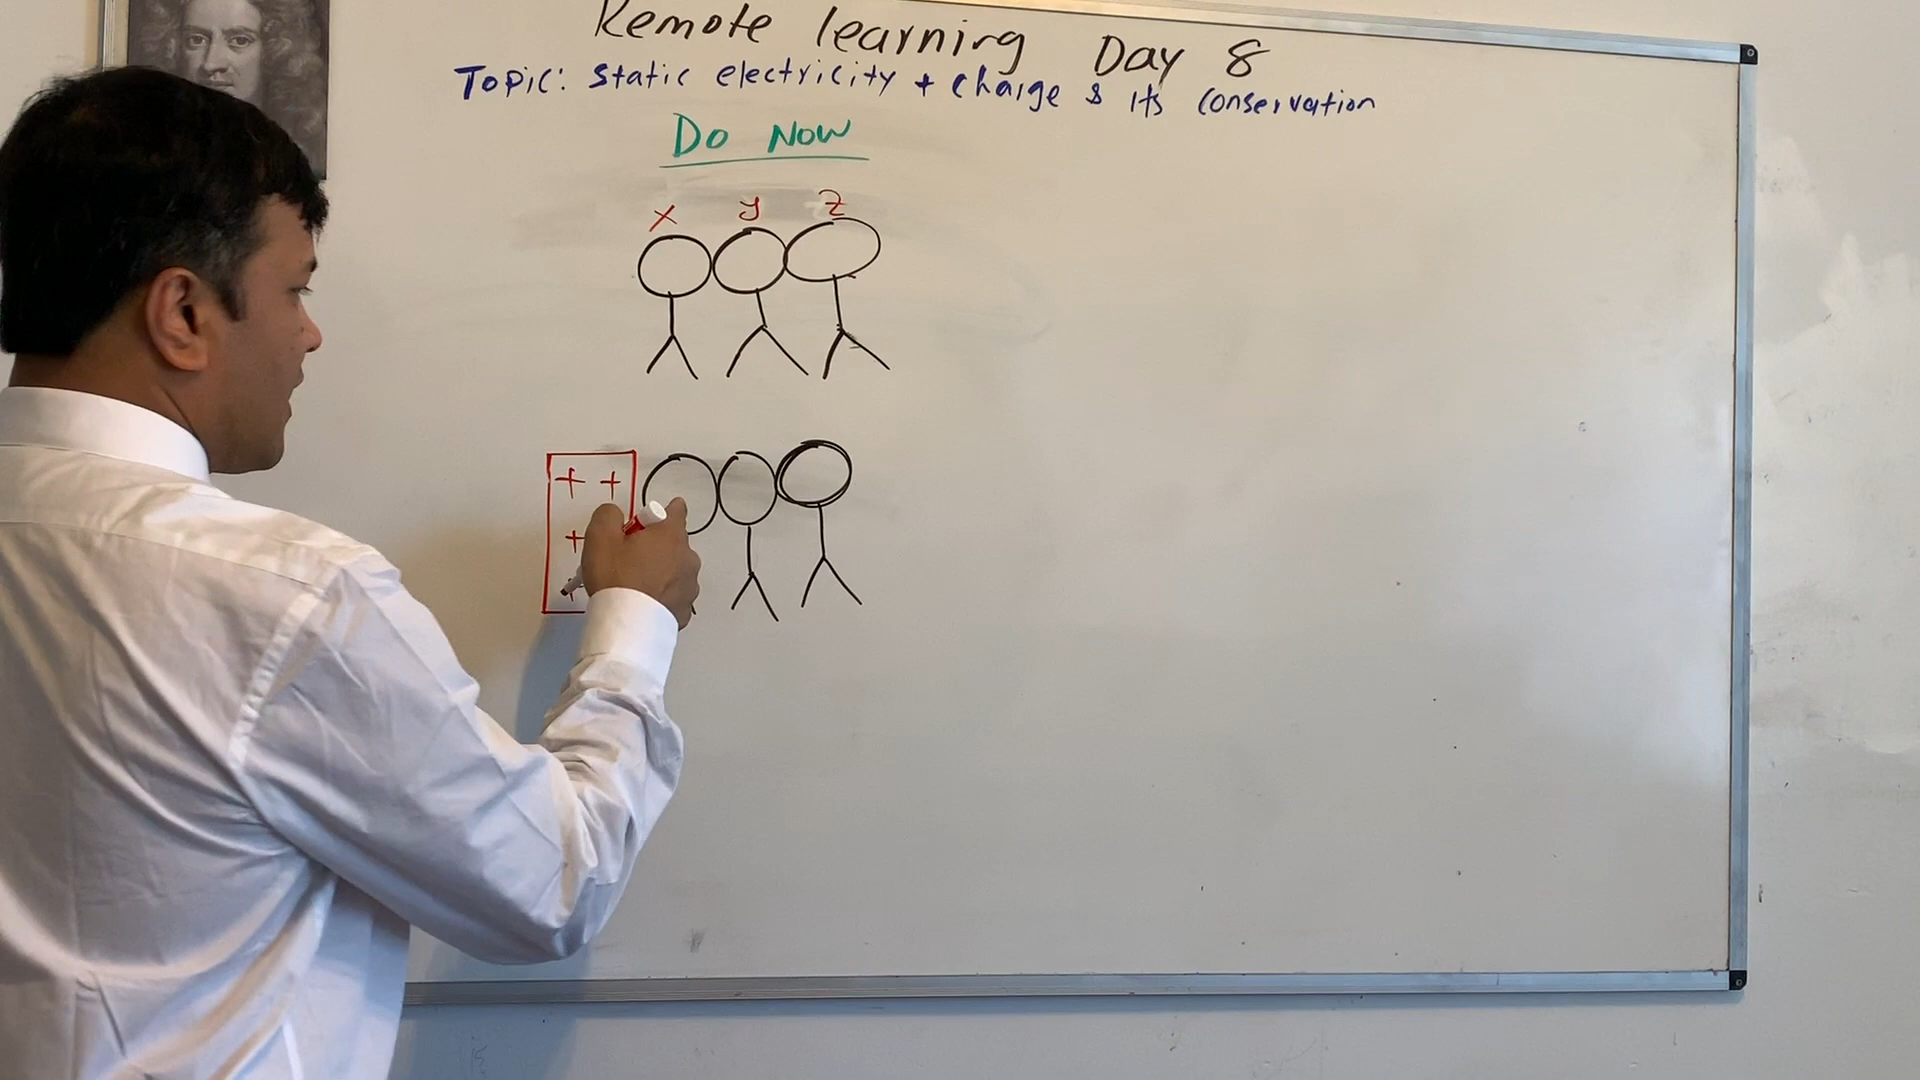 Remote learning Day 8
Topic: Static electricity + Charge & Its Conservation
Do Now
X y Z
+ +
+
+